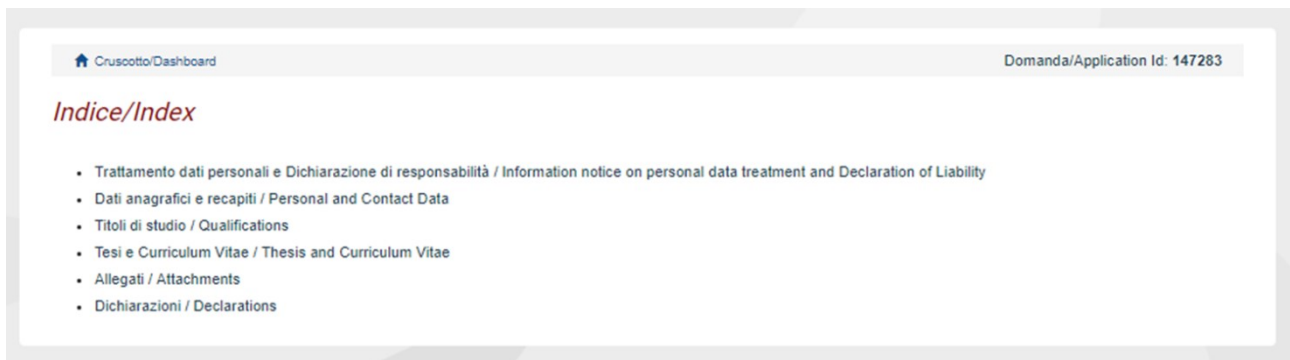 Cruscotto/Dashboard
Domanda/Application Id: 147283
Indice/Index
Trattamento dati personali e Dichiarazione di responsabilità / Information notice on personal data treatment and Declaration of Liability
Dati anagrafici e recapiti / Personal and Contact Data
Titoli di studio / Qualifications
Tesi e Curriculum Vitae / Thesis and Curriculum Vitae
Allegati / Attachments
Dichiarazioni / Declarations